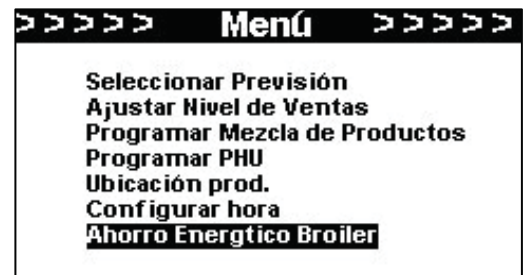 >>>>> Menú >>>>>
Seleccionar Previsión
Ajustar Nivel de Ventas
Programar Mezcla de Productos
Programar PHU
Ubicación prod.
Configurar hora
Ahorro Energtico Broiler